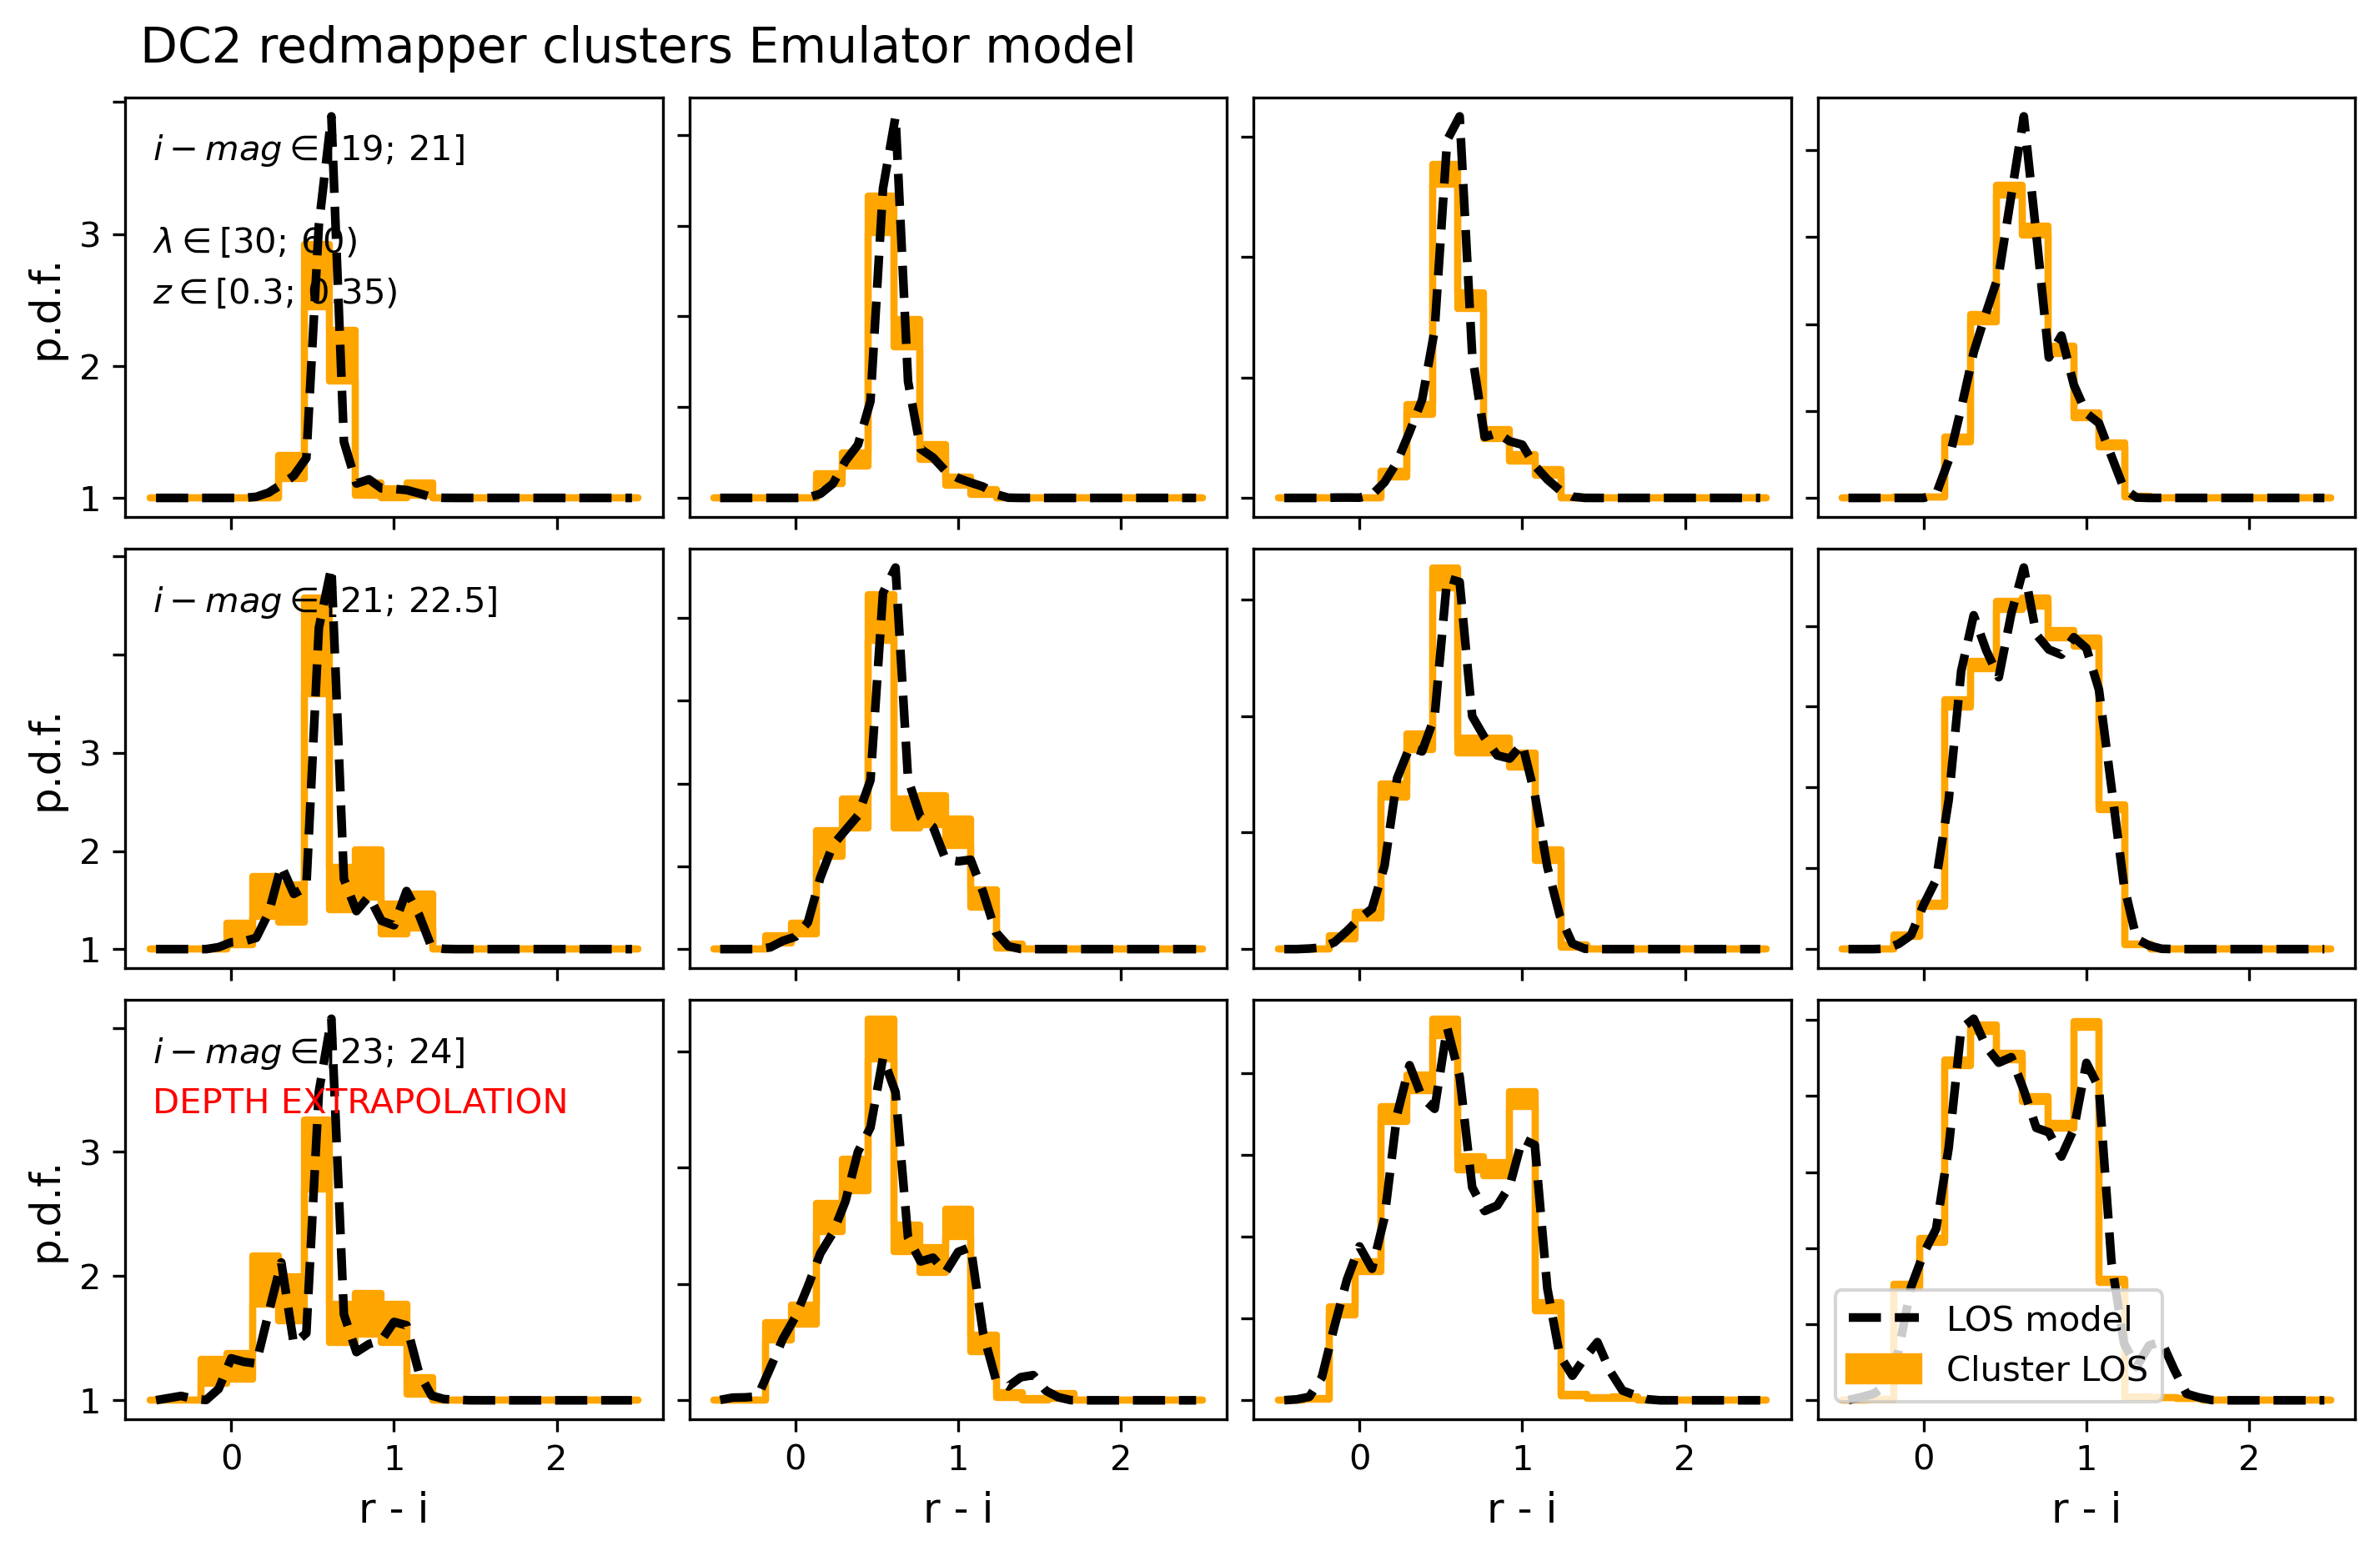 DC2 redmapper clusters Emulator model
i − mag ∈ [19; 21]
λ ∈ [30; 60)
z ∈ [0.3; 0.35)
p.d.f.
3
2
1
i − mag ∈ [21; 22.5]
p.d.f.
3
2
1
i − mag ∈ [23; 24]
DEPTH EXTRAPOLATION
p.d.f.
3
2
1
LOS model
Cluster LOS
0 1 2 0 1 2 0 1 2 0 1 2
r - i r - i r - i r - i